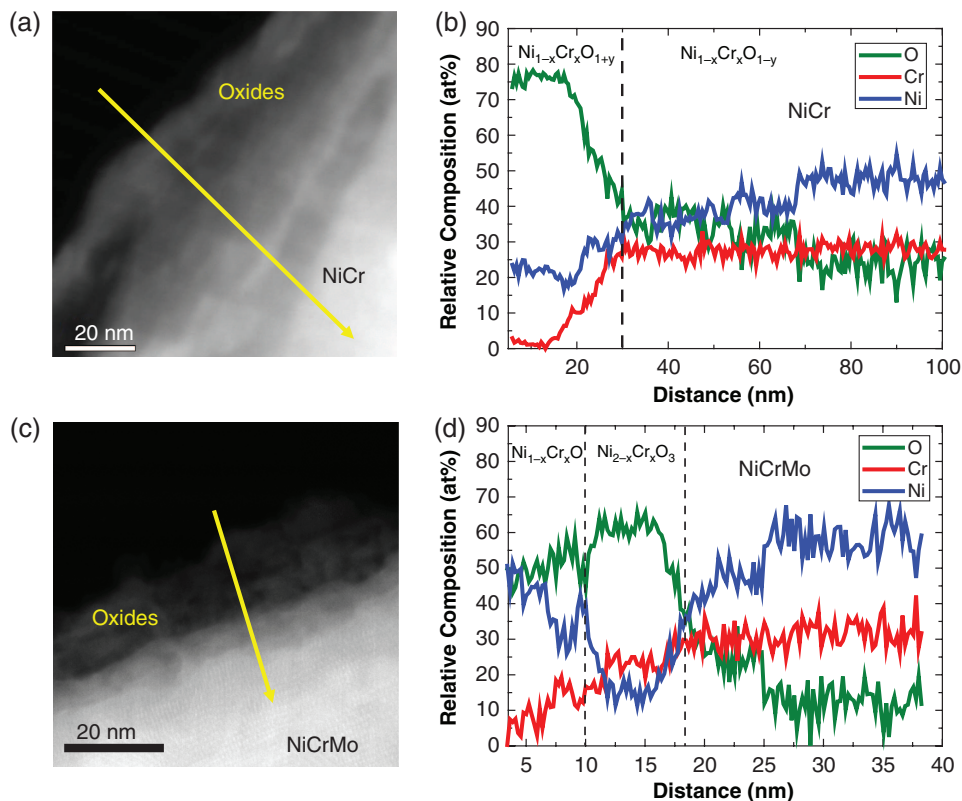 (a)
Oxides
NiCr
20 nm
(b)
Relative Composition (at%)
90
80
70
60
50
40
30
20
10
0
Ni₁₋ₓCrₓO₁₊y
Ni₁₋ₓCrₓO₁₋y
O
Cr
Ni
NiCr
20
40
60
80
100
Distance (nm)
(c)
Oxides
20 nm
NiCrMo
(d)
Relative Composition (at%)
90
80
70
60
50
40
30
20
10
0
Ni₁₋ₓCrₓO
Ni₂₋ₓCrₓO₃
NiCrMo
O
Cr
Ni
5
10
15
20
25
30
35
40
Distance (nm)